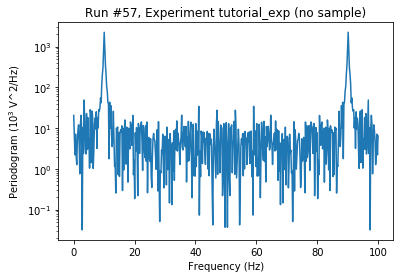 Run #57, Experiment tutorial_exp (no sample)
Periodogram (10³ V^2/Hz)
10³
10²
10¹
10⁰
10⁻¹
0 20 40 60 80 100
Frequency (Hz)